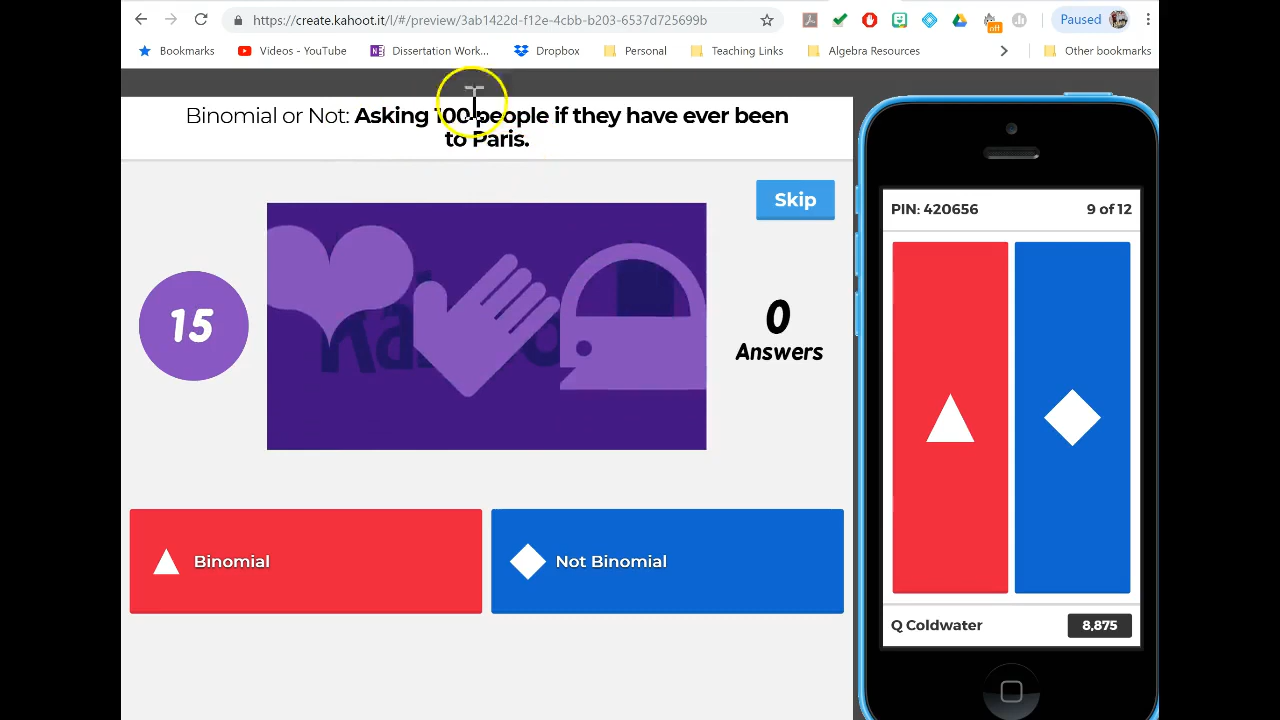 https://create.kahoot.it/l/#/preview/3ab1422d-f12e-4cbb-b203-6537d725699b
Paused
Bookmarks
Videos - YouTube
Dissertation Work...
Dropbox
Personal
Teaching Links
Algebra Resources
Other bookmarks
Binomial or Not: Asking 100 people if they have ever been
to Paris.
Skip
15
0
Answers
Binomial
Not Binomial
PIN: 420656
9 of 12
Q Coldwater
8,875